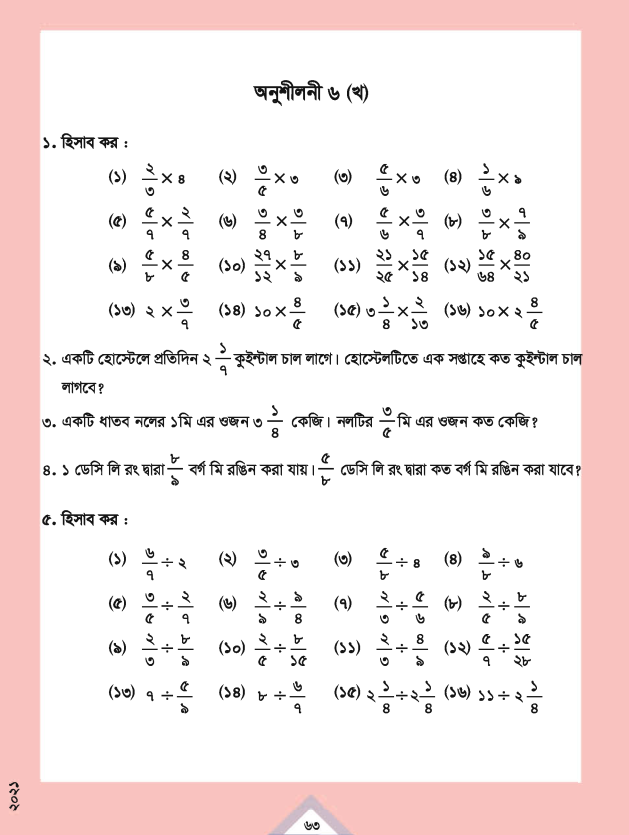 অনুশীলনী ৬ (খ)
১. হিসাব কর :
(১) ২/৩ × ৪ (২) ৩/৫ × ৩ (৩) ৫/৬ × ৩ (৪) ১/৬ × ৯
(৫) ৫/৭ × ২/৭ (৬) ৩/৪ × ৩/৮ (৭) ৫/৬ × ৩/৭ (৮) ৩/৮ × ৭/৯
(৯) ৫/৮ × ৪/৫ (১০) ২৭/১২ × ৮/৯ (১১) ২১/২৫ × ১৫/১৪ (১২) ১৫/৬৪ × ৪০/২১
(১৩) ২ × ৩/৭ (১৪) ১০ × ৪/৫ (১৫) ৩ ১/৪ × ২/১৩ (১৬) ১০ × ২ ৪/৫
২. একটি হোস্টেলে প্রতিদিন ২ ১/৭ কুইন্টাল চাল লাগে। হোস্টেলটিতে এক সপ্তাহে কত কুইন্টাল চাল
লাগবে?
৩. একটি ধাতব নলের ১মি এর ওজন ৩ ১/৪ কেজি। নলটির ৩/৫ মি এর ওজন কত কেজি?
৪. ১ ডেসি লি রং দ্বারা ৮/৯ বর্গ মি রঙিন করা যায়। ৫/৮ ডেসি লি রং দ্বারা কত বর্গ মি রঙিন করা যাবে?
৫. হিসাব কর :
(১) ৬/৭ ÷ ২ (২) ৩/৫ ÷ ৩ (৩) ৫/৮ ÷ ৪ (৪) ৯/৮ ÷ ৬
(৫) ৩/৫ ÷ ২/৭ (৬) ২/৯ ÷ ৯/৪ (৭) ২/৩ ÷ ৫/৬ (৮) ২/৫ ÷ ৮/৯
(৯) ২/৩ ÷ ৮/৯ (১০) ২/৫ ÷ ৮/১৫ (১১) ২/৩ ÷ ৪/৯ (১২) ৫/৭ ÷ ১৫/২৮
(১৩) ৭ ÷ ৫/৯ (১৪) ৮ ÷ ৬/৭ (১৫) ২ ১/৪ ÷ ২ ১/৪ (১৬) ১১ ÷ ২ ১/৪
২০২১
৬৩